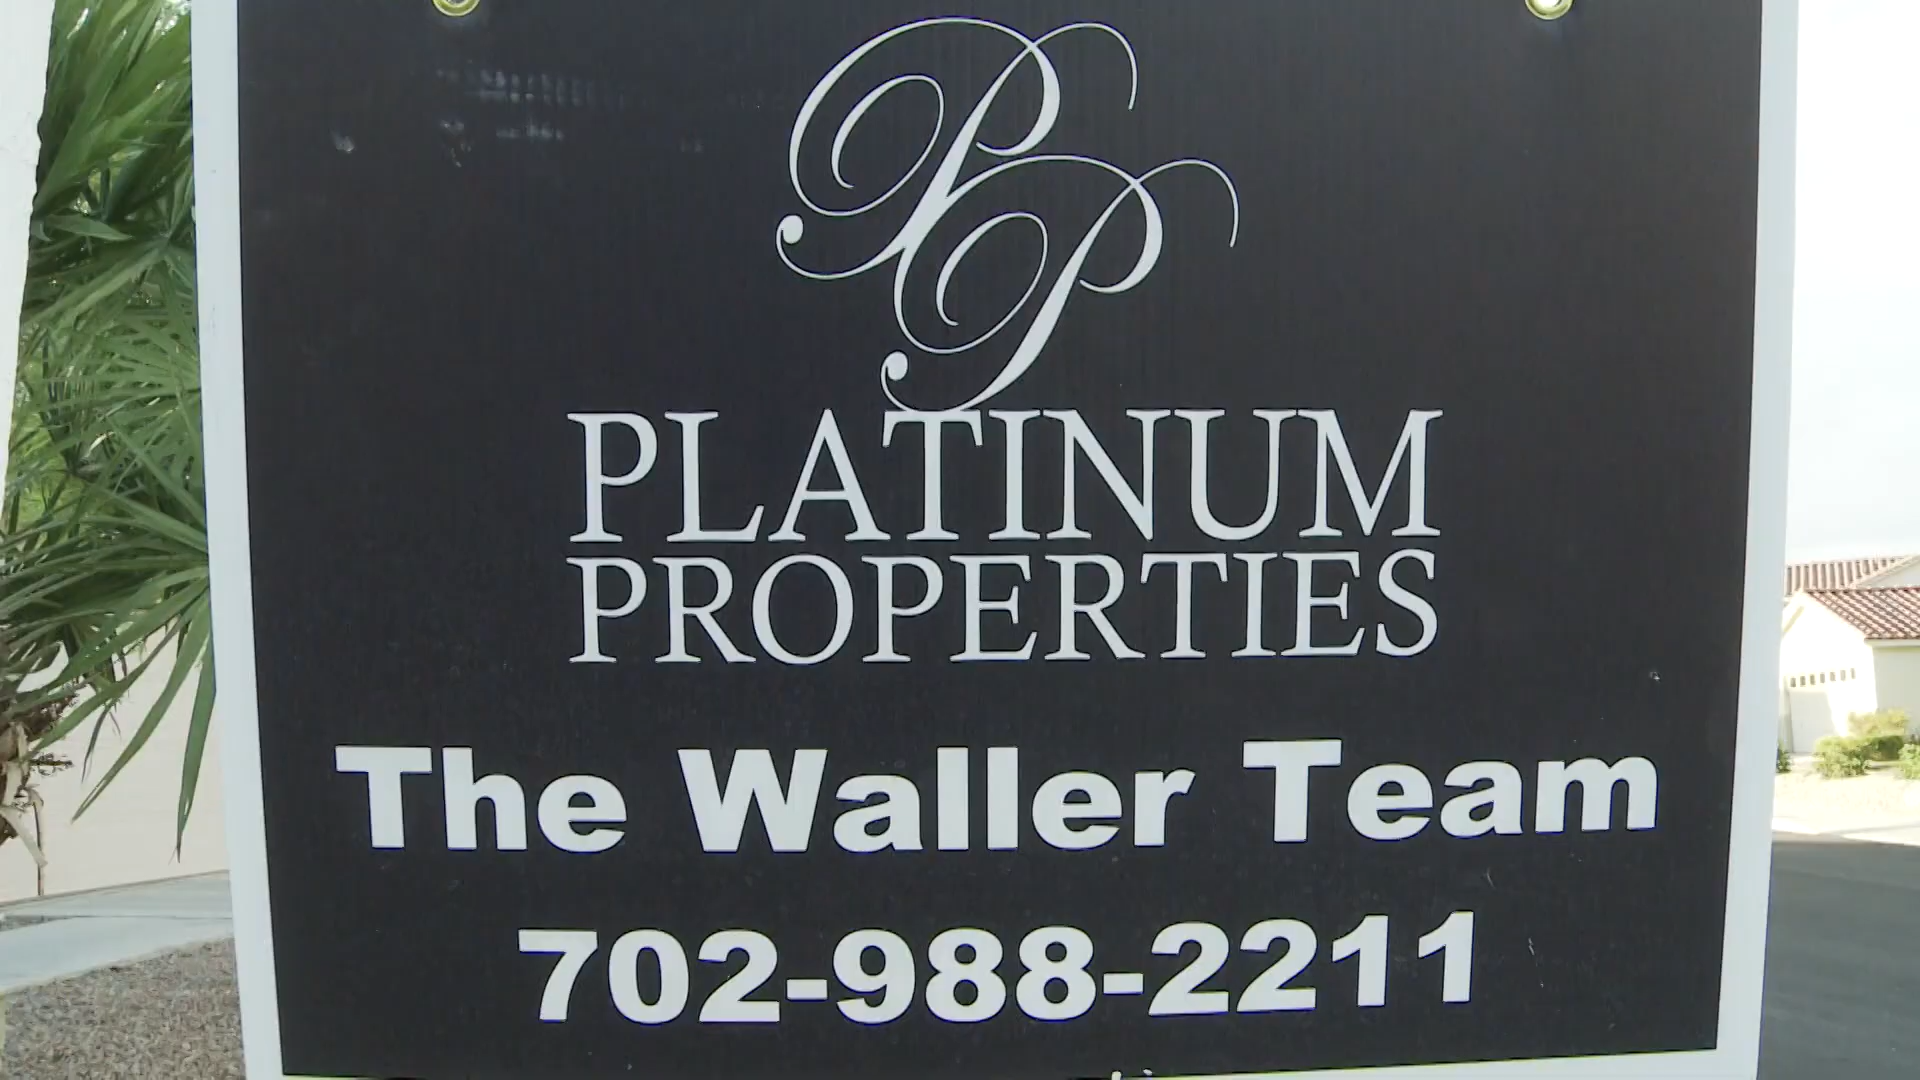 PP
PLATINUM
PROPERTIES
The Waller Team
702-988-2211